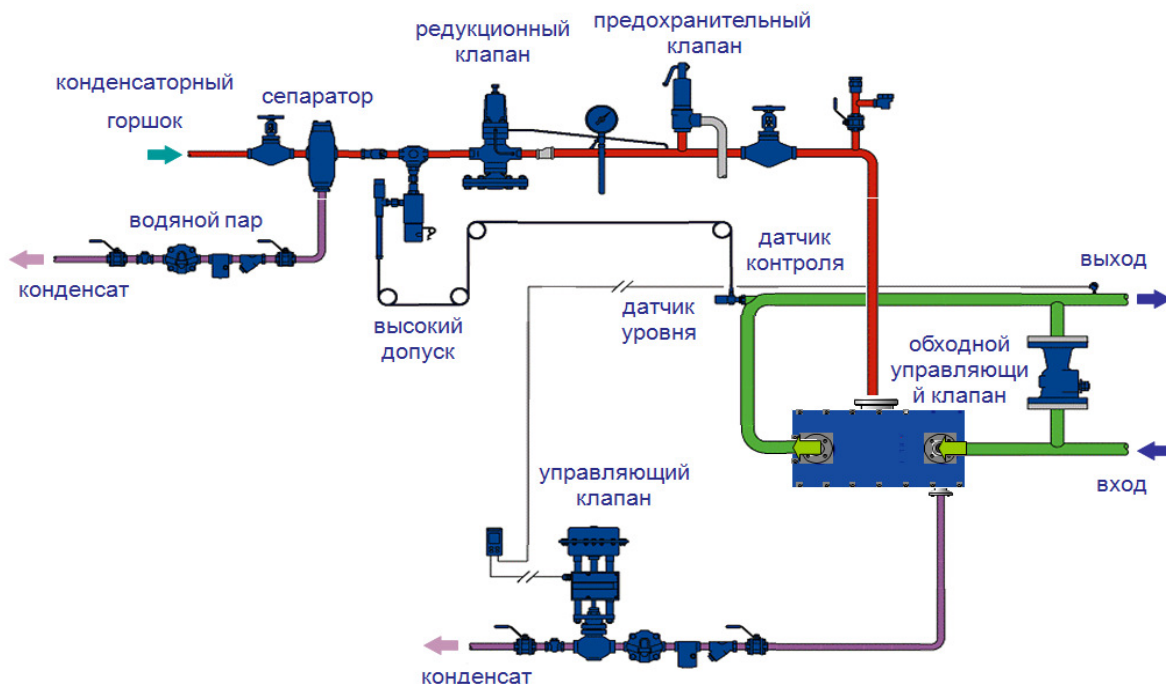 предохранительный
клапан
редукционный
клапан
конденсаторный
горшок
сепаратор
водяной пар
конденсат
высокий
допуск
датчик
контроля
датчик
уровня
выход
обходной
управляющи
й клапан
вход
управляющий
клапан
конденсат